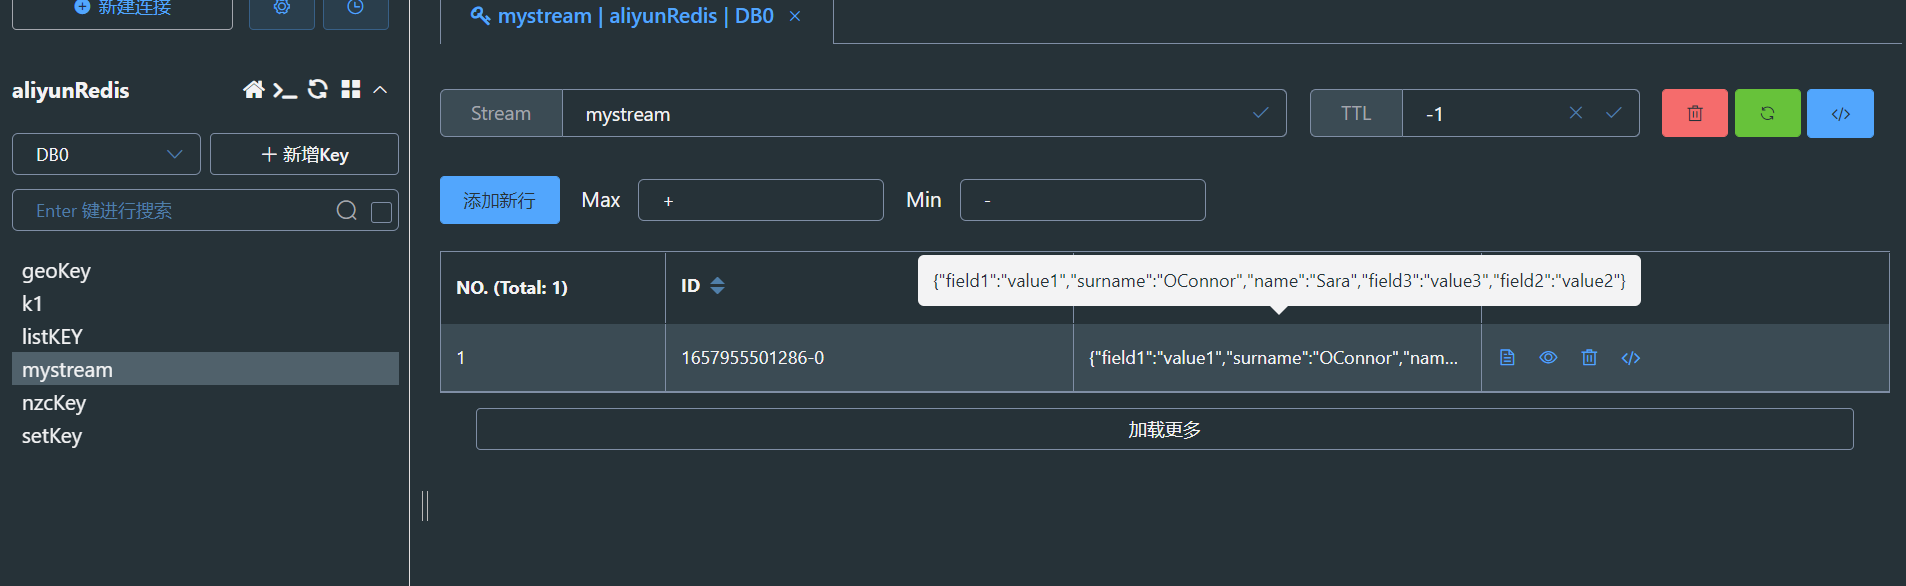 新建连接
aliyunRedis
DB0
新增Key
Enter 键进行搜索
geoKey
k1
listKEY
mystream
nzcKey
setKey
mystream | aliyunRedis | DB0
Stream mystream
TTL -1
添加新行 Max + Min -
NO. (Total: 1) ID
{"field1":"value1","surname":"OConnor","name":"Sara","field3":"value3","field2":"value2"}
1 1657955501286-0 {"field1":"value1","surname":"OConnor","nam...
加载更多